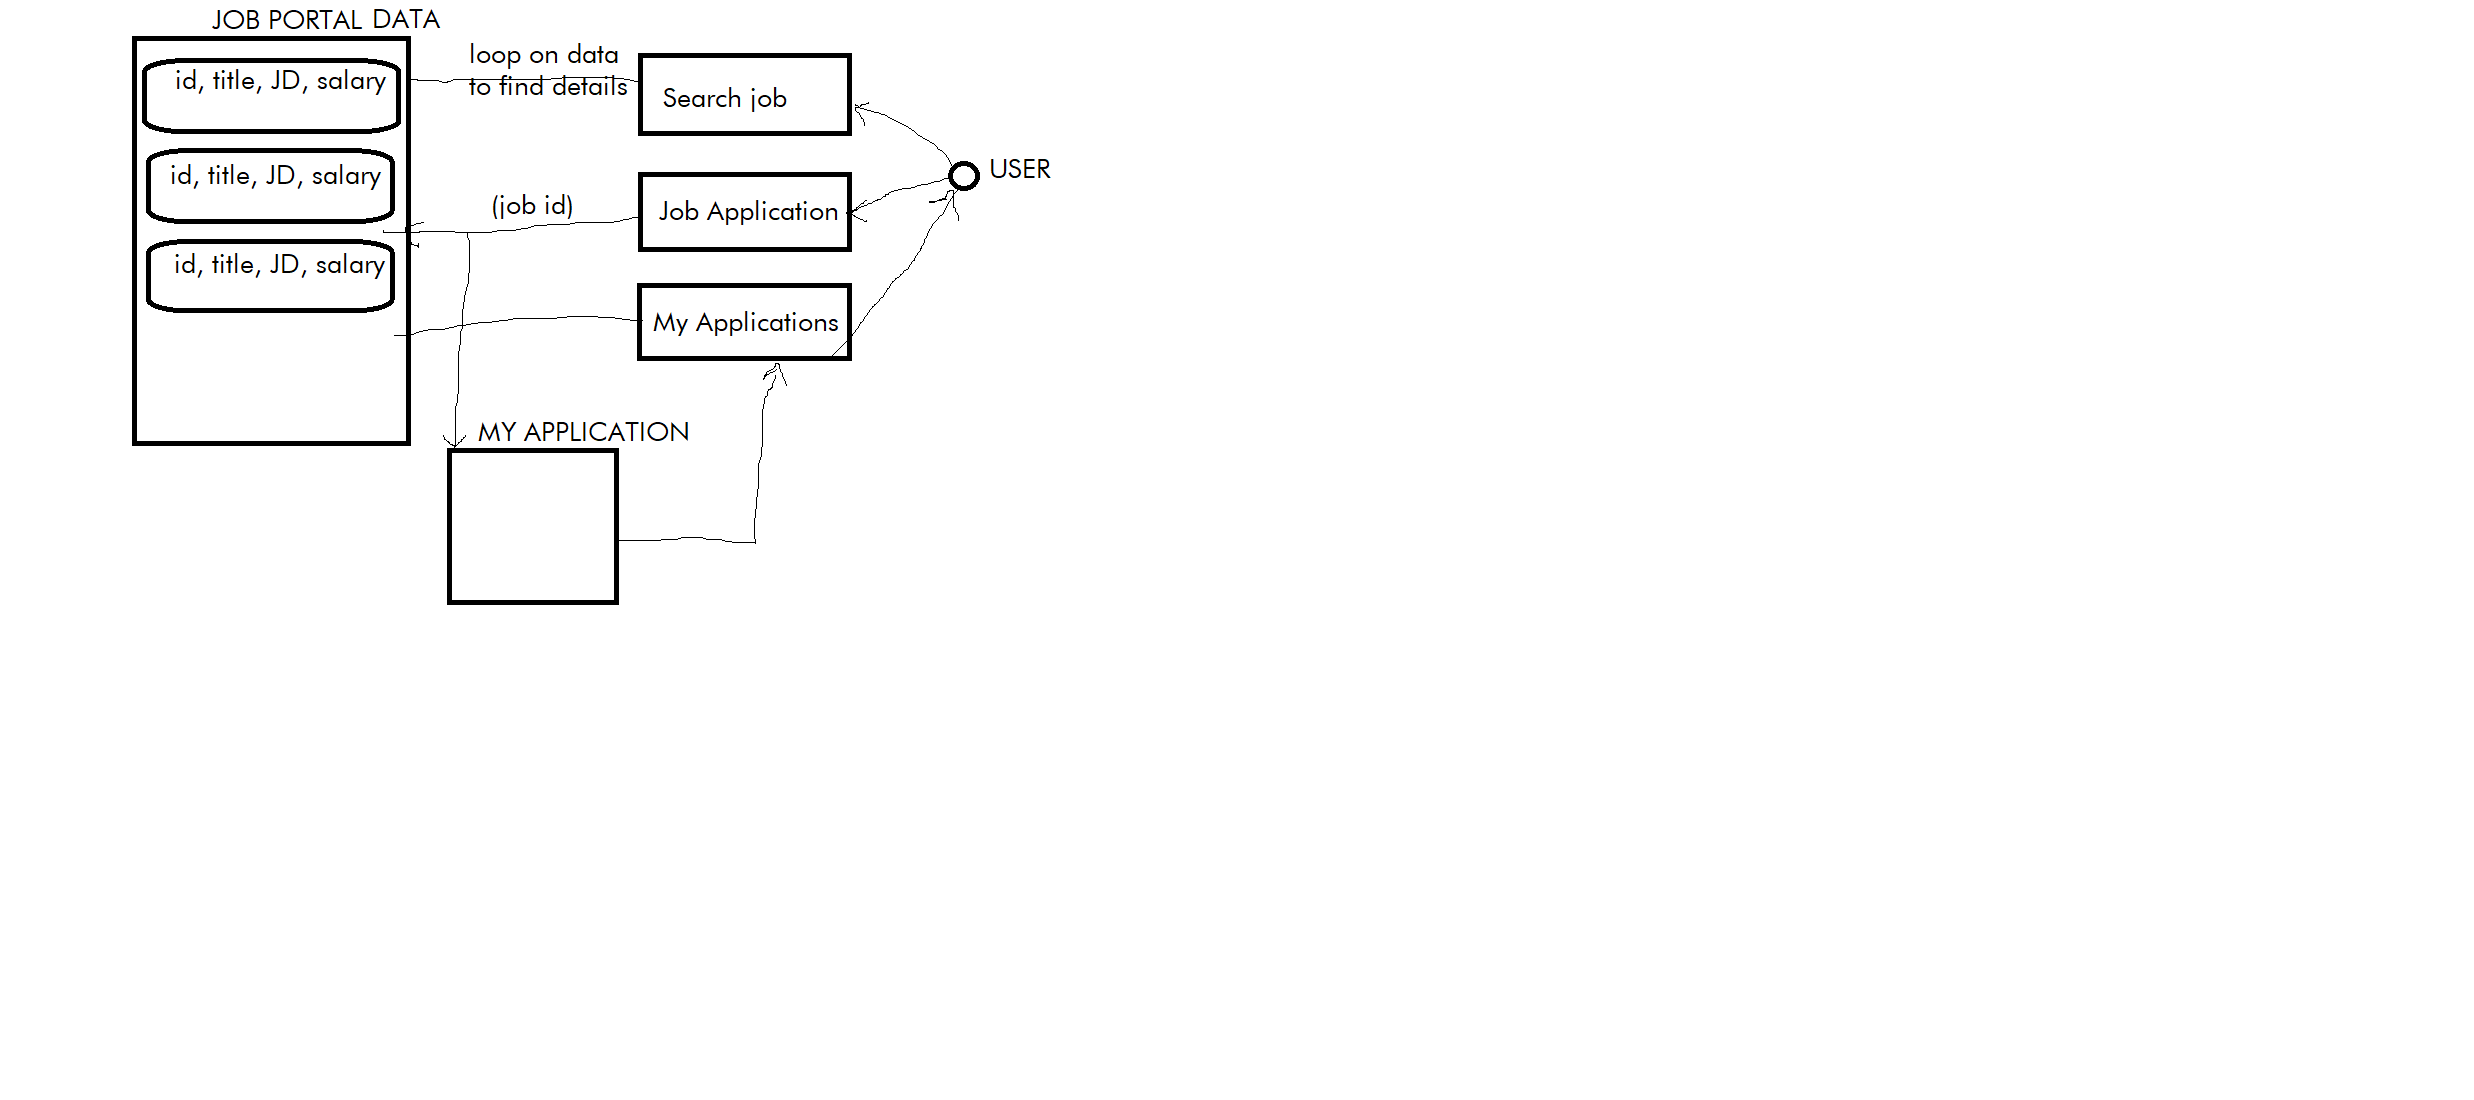 JOB PORTAL DATA
id, title, JD, salary
id, title, JD, salary
id, title, JD, salary
loop on data
to find details
(job id)
Search job
Job Application
My Applications
USER
MY APPLICATION